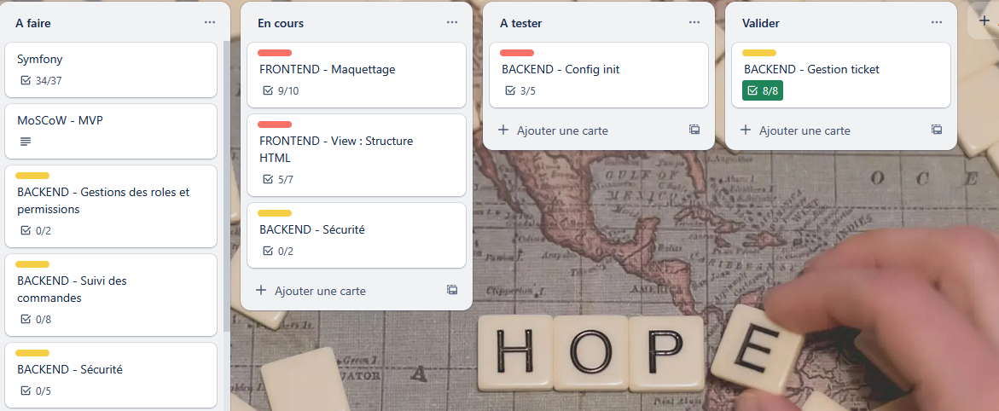 A faire
Symfony
34/37
MoSCoW - MVP
BACKEND - Gestions des roles et
permissions
0/2
BACKEND - Suivi des
commandes
0/8
BACKEND - Sécurité
0/5
En cours
FRONTEND - Maquettage
9/10
FRONTEND - View : Structure
HTML
5/7
BACKEND - Sécurité
0/2
+ Ajouter une carte
A tester
BACKEND - Config init
3/5
+ Ajouter une carte
Valider
BACKEND - Gestion ticket
8/8
+ Ajouter une carte
GULF OF
MEXICO
O C E
INDIES
AMERICA
HOPE